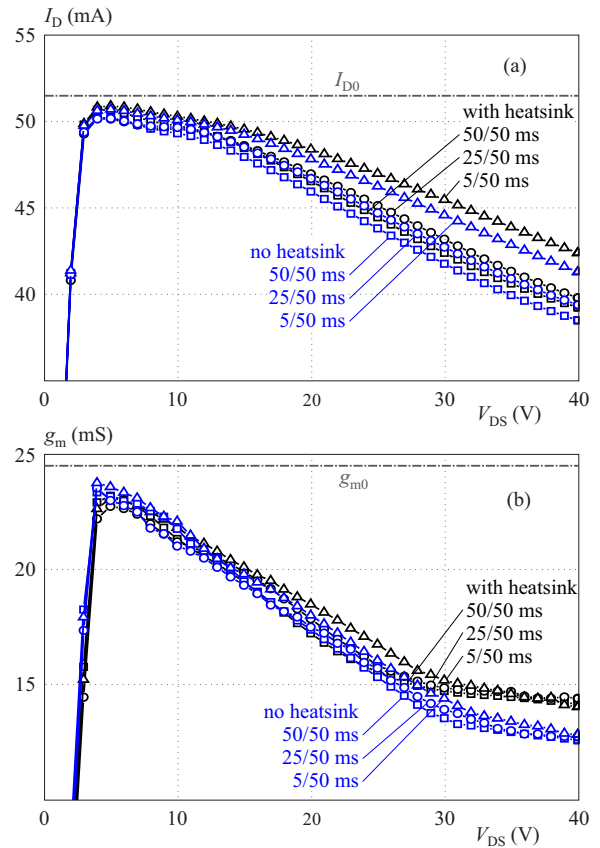 I_D (mA)
55
(a)
I_D0
with heatsink
50/50 ms
25/50 ms
5/50 ms
50
45
no heatsink
50/50 ms
25/50 ms
5/50 ms
40
0
10
20
30
V_DS (V)
40
g_m (mS)
25
g_m0
(b)
20
with heatsink
50/50 ms
25/50 ms
5/50 ms
15
no heatsink
50/50 ms
25/50 ms
5/50 ms
0
10
20
30
V_DS (V)
40